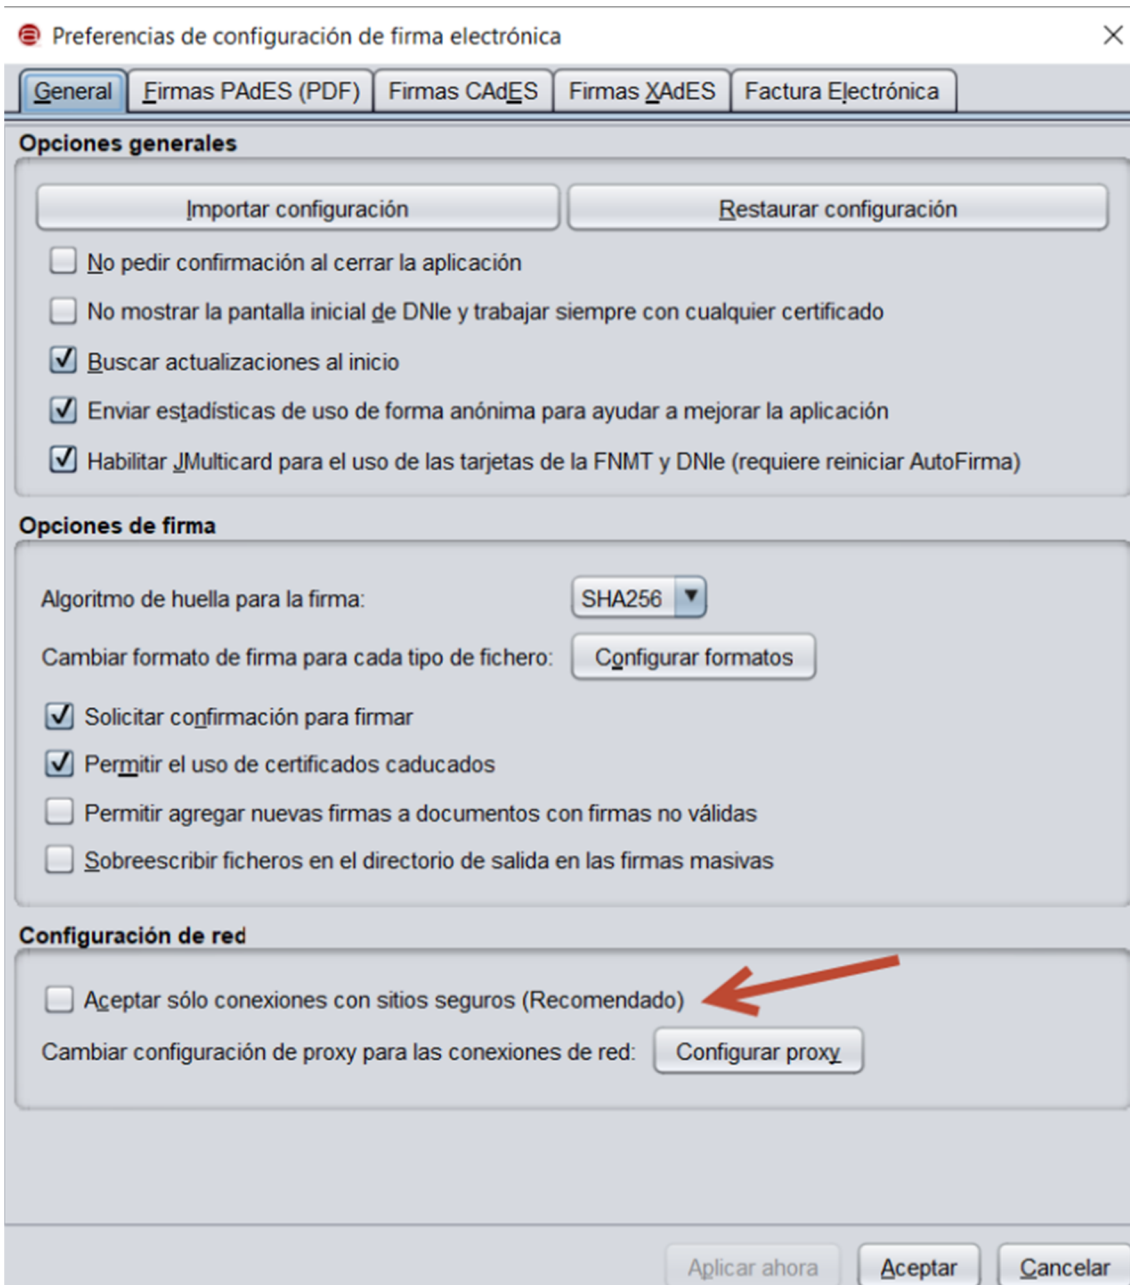 Preferencias de configuración de firma electrónica
General
Firmas PAdES (PDF)
Firmas CAdES
Firmas XAdES
Factura Electrónica
Opciones generales
Importar configuración
Restaurar configuración
No pedir confirmación al cerrar la aplicación
No mostrar la pantalla inicial de DNIe y trabajar siempre con cualquier certificado
Buscar actualizaciones al inicio
Enviar estadísticas de uso de forma anónima para ayudar a mejorar la aplicación
Habilitar JMulticard para el uso de las tarjetas de la FNMT y DNIe (requiere reiniciar AutoFirma)
Opciones de firma
Algoritmo de huella para la firma:
SHA256
Cambiar formato de firma para cada tipo de fichero:
Configurar formatos
Solicitar confirmación para firmar
Permitir el uso de certificados caducados
Permitir agregar nuevas firmas a documentos con firmas no válidas
Sobreescribir ficheros en el directorio de salida en las firmas masivas
Configuración de red
Aceptar sólo conexiones con sitios seguros (Recomendado)
Cambiar configuración de proxy para las conexiones de red:
Configurar proxy
Aplicar ahora
Aceptar
Cancelar